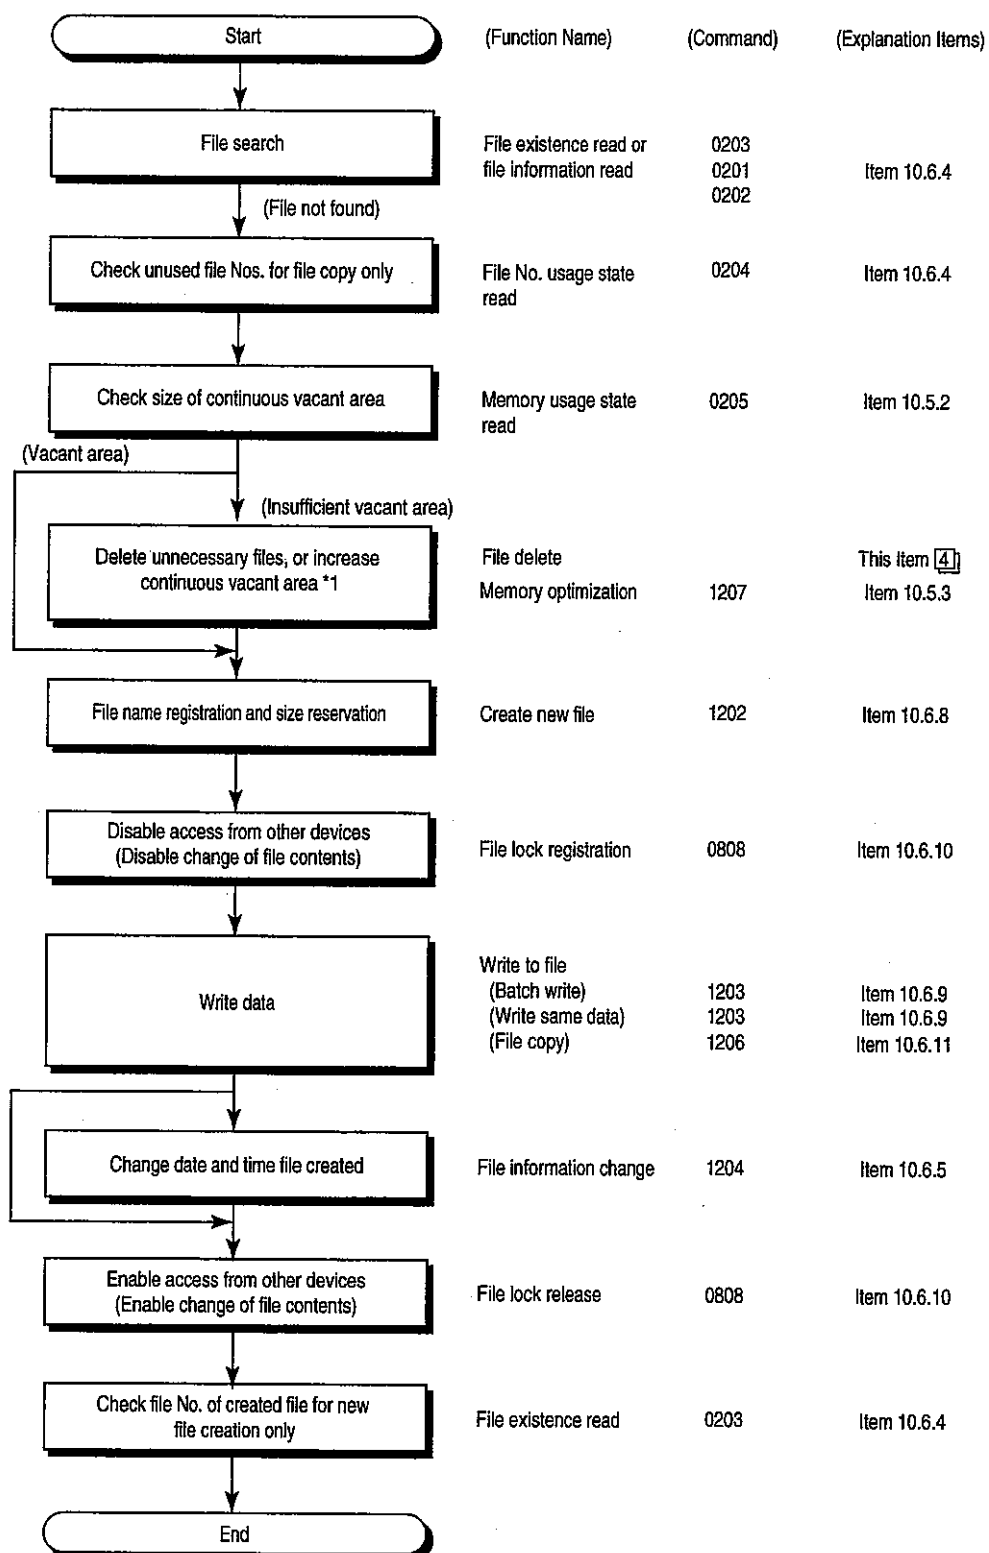 Start (Function Name) (Command) (Explanation Items)
File search
File existence read or 0203
file information read 0201 Item 10.6.4
0202
(File not found)
Check unused file Nos. for file copy only
File No. usage state 0204 Item 10.6.4
read
Check size of continuous vacant area
Memory usage state 0205 Item 10.5.2
read
(Vacant area)
(Insufficient vacant area)
Delete unnecessary files, or increase
continuous vacant area *1
File delete This Item 4
Memory optimization 1207 Item 10.5.3
File name registration and size reservation Create new file 1202 Item 10.6.8
Disable access from other devices
(Disable change of file contents)
File lock registration 0808 Item 10.6.10
Write data
Write to file
(Batch write) 1203 Item 10.6.9
(Write same data) 1203 Item 10.6.9
(File copy) 1206 Item 10.6.11
Change date and time file created File information change 1204 Item 10.6.5
Enable access from other devices
(Enable change of file contents)
File lock release 0808 Item 10.6.10
Check file No. of created file for new
file creation only
File existence read 0203 Item 10.6.4
End